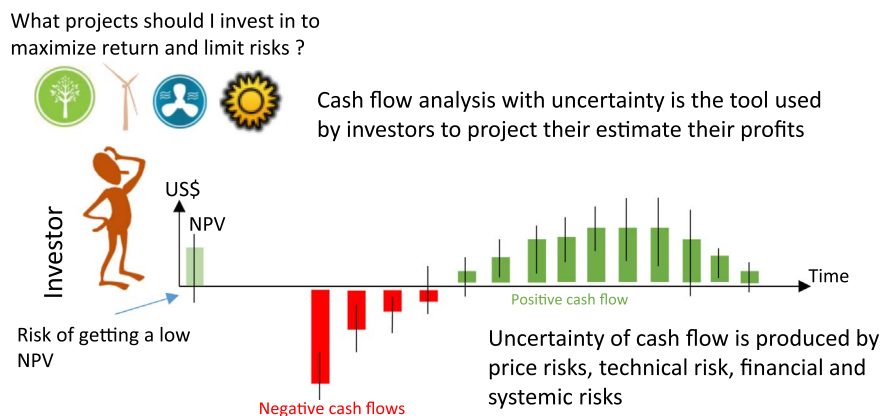 What projects should I invest in to
maximize return and limit risks ?
Cash flow analysis with uncertainty is the tool used
by investors to project their estimate their profits
Investor
US$
NPV
Time
Positive cash flow
Risk of getting a low
NPV
Uncertainty of cash flow is produced by
price risks, technical risk, financial and
systemic risks
Negative cash flows